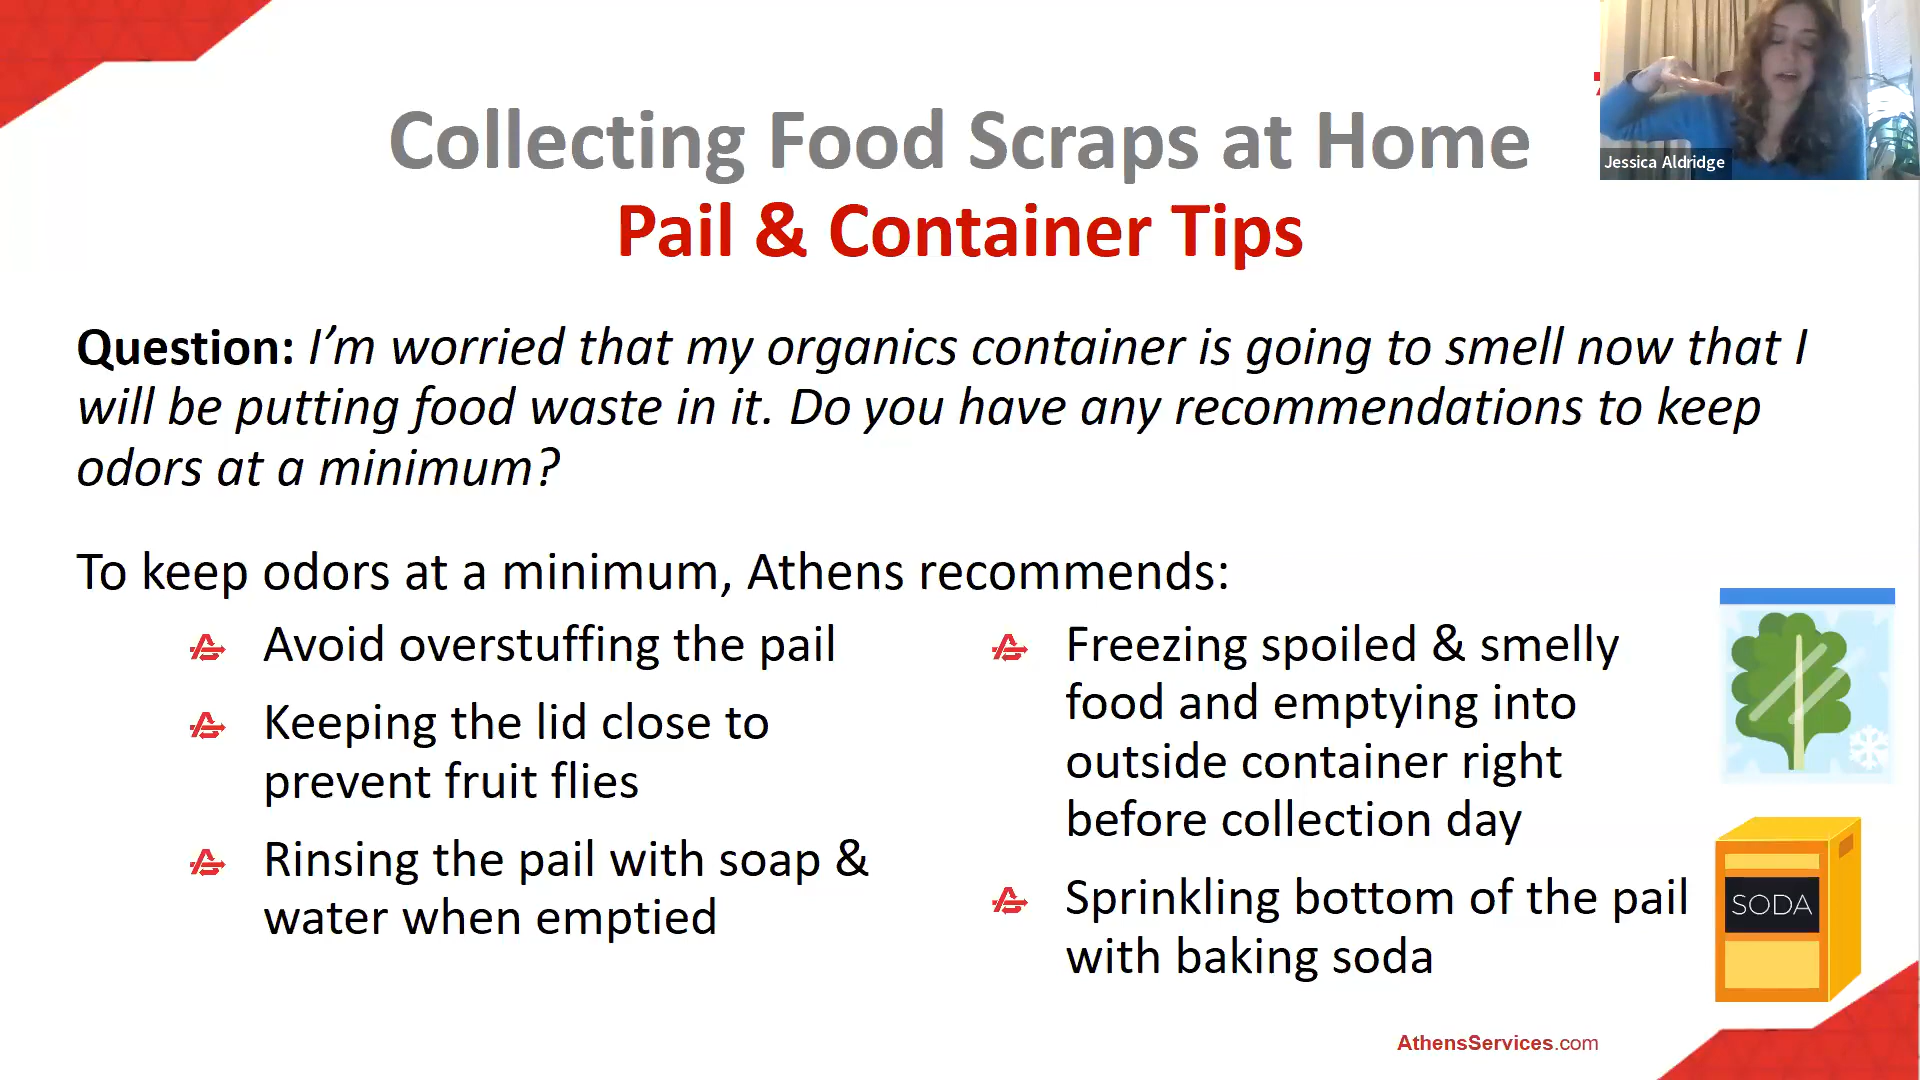 Collecting Food Scraps at Home
Pail & Container Tips
Jessica Aldridge
Question: I’m worried that my organics container is going to smell now that I
will be putting food waste in it. Do you have any recommendations to keep
odors at a minimum?
To keep odors at a minimum, Athens recommends:
Avoid overstuffing the pail
Keeping the lid close to
prevent fruit flies
Rinsing the pail with soap &
water when emptied
Freezing spoiled & smelly
food and emptying into
outside container right
before collection day
Sprinkling bottom of the pail
with baking soda
SODA
AthensServices.com